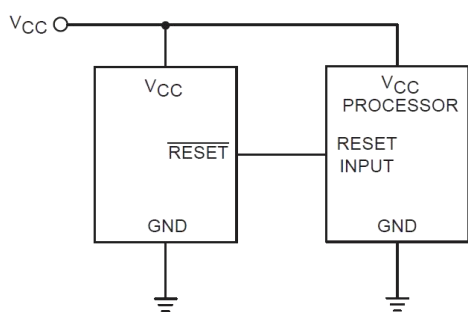 VCC
VCC
RESET
GND
VCC
PROCESSOR
RESET
INPUT
GND